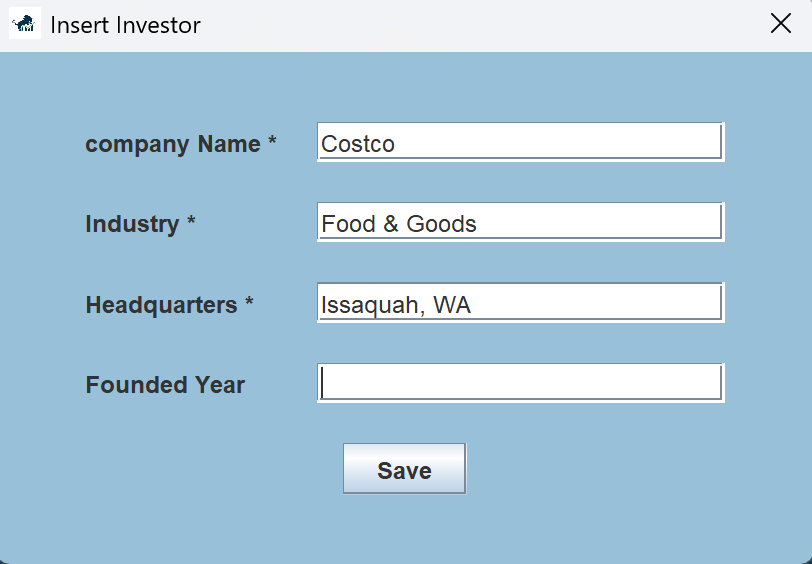 Insert Investor
company Name * Costco
Industry * Food & Goods
Headquarters * Issaquah, WA
Founded Year
Save